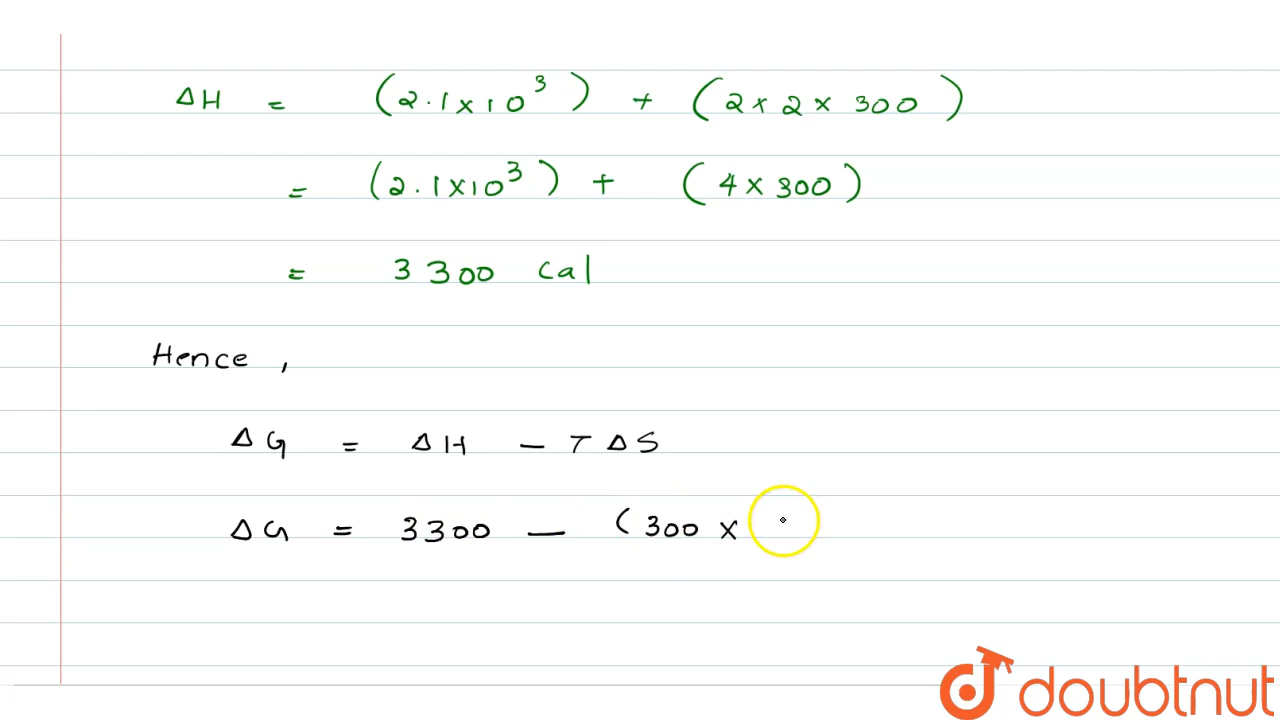 ΔH = (2.1×10³) + (2×2×300)
= (2.1×10³) + (4×300)
= 3300 cal
Hence,
ΔG = ΔH − TΔS
ΔG = 3300 − (300 ×
doubtnut